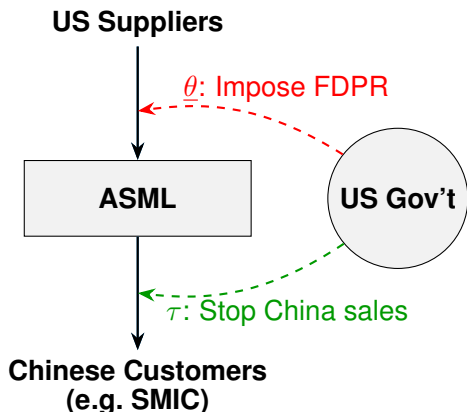 US Suppliers
θ: Impose FDPR
ASML
US Gov't
τ: Stop China sales
Chinese Customers
(e.g. SMIC)